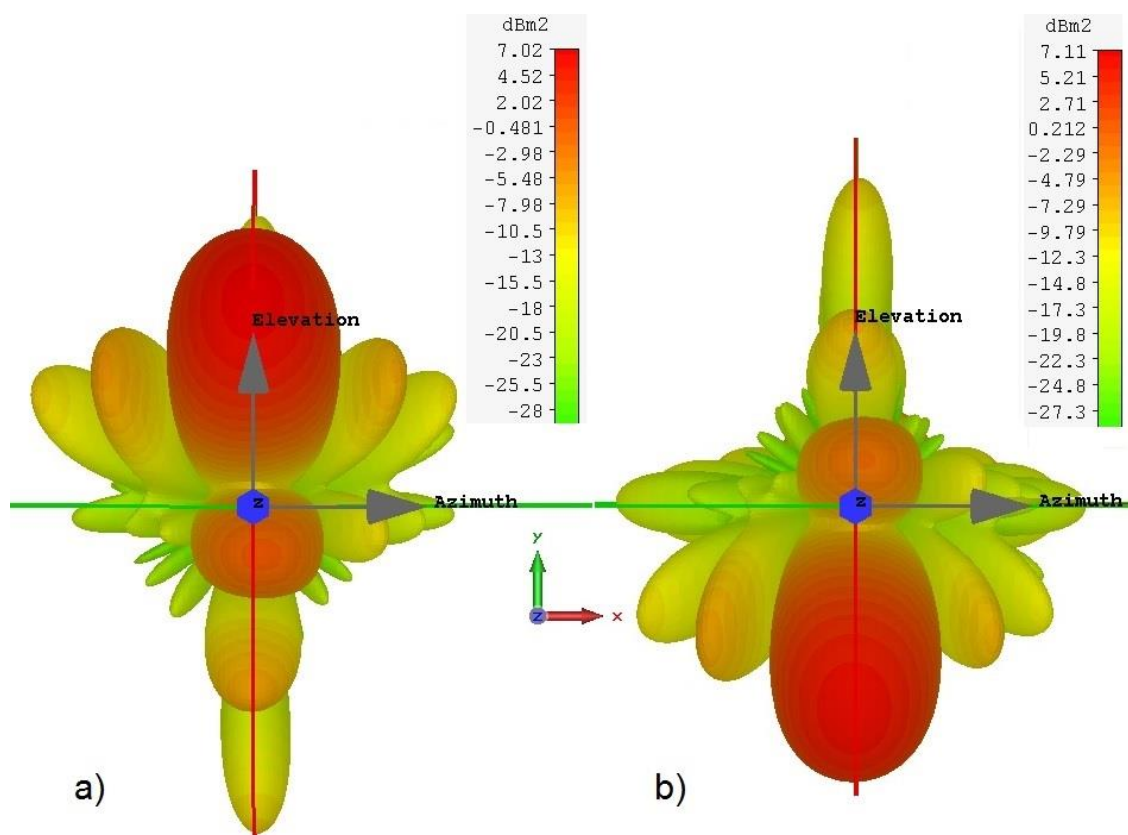 dBm2
7.02
4.52
2.02
-0.481
-2.98
-5.48
-7.98
-10.5
-13
-15.5
-18
-20.5
-23
-25.5
-28
Elevation
z
Azimuth
a)
y
z
x
dBm2
7.11
5.21
2.71
0.212
-2.29
-4.79
-7.29
-9.79
-12.3
-14.8
-17.3
-19.8
-22.3
-24.8
-27.3
Elevation
z
Azimuth
b)